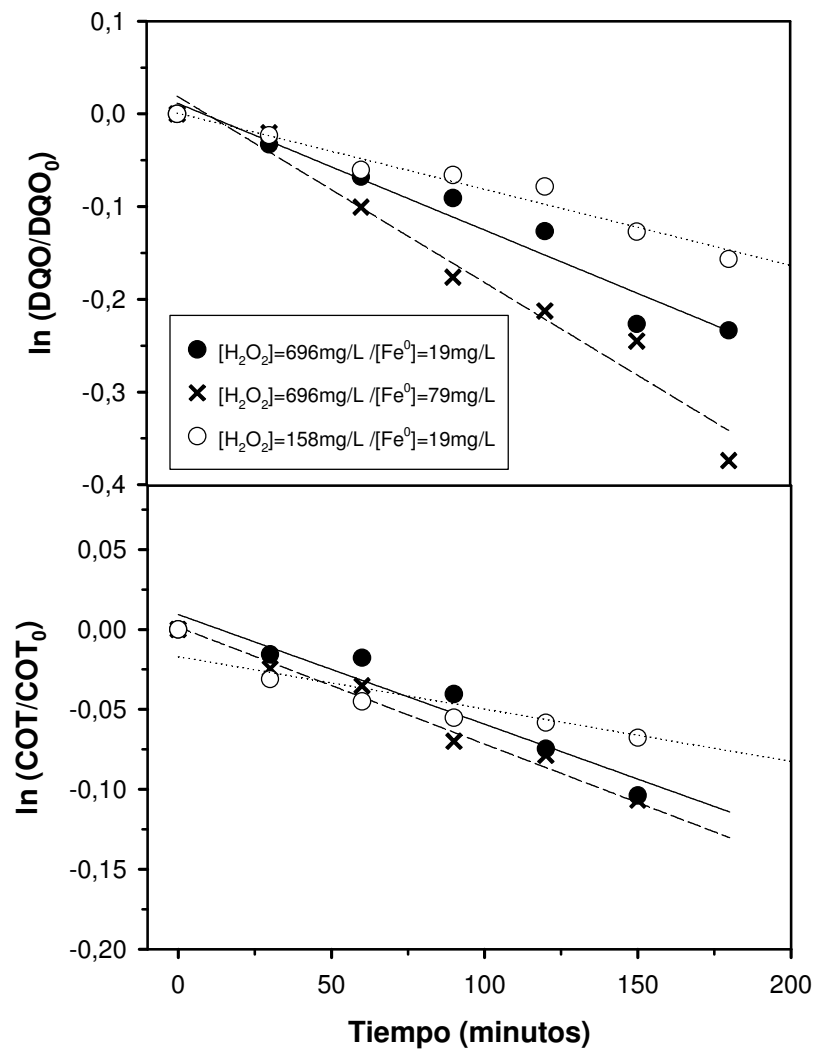 ln (DQO/DQO₀)
0,1
0,0
-0,1
-0,2
-0,3
-0,4
[H₂O₂]=696mg/L /[Fe⁰]=19mg/L
[H₂O₂]=696mg/L /[Fe⁰]=79mg/L
[H₂O₂]=158mg/L /[Fe⁰]=19mg/L
ln (COT/COT₀)
0,05
0,00
-0,05
-0,10
-0,15
-0,20
0 50 100 150 200
Tiempo (minutos)